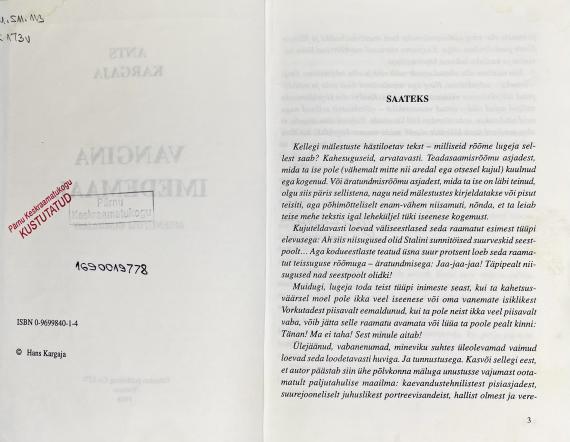 173v
Pärnu Keskraamatukogu
KUSTUTATUD
Pärnu
Keskraamatukogu
1690019778
ISBN 0-9699840-1-4
© Hans Kargaja
ANTS
KARGAJA
VANGINA
SAATEKS
Kellegi mälestuste hästiloetav tekst – milliseid rõõme lugeja sel-
lest saab? Kahesuguseid, arvatavasti. Teadasaamisrõõmu asjadest,
mida ta ise pole (vähemalt mitte nii aredal ega otsesel kujul) kuulnud
ega kogenud. Või äratundmisrõõmu asjadest, mida ta ise on läbi teinud,
olgu siis päris sellistena, nagu neid mälestustes kirjeldatakse või pisut
teisiti, aga põhimõtteliselt enam-vähem niisamuti, nõnda, et ta leiab
teise mehe tekstis igal leheküljel tüki iseenese kogemust.
Kujuteldavasti loevad väliseestlased seda raamatut esimest tüüpi
elevusega: Ah siis niisugused olid Stalini sunnitöised suurveskid seest-
poolt... Aga kodueestlaste teatud üsna suur protsent loeb seda raama-
tut teissuguse rõõmuga – äratundmisega: Jaa-jaa-jaa! Täpipealt nii-
sugused nad seestpoolt olidki!
Muidugi, lugeja toda teist tüüpi inimeste seast, kui ta kahetsus-
väärsel moel pole ikka veel iseenese või oma vanemate isiklikest
Vorkutadest piisavalt eemaldunud, kui ta pole neist ikka veel piisavalt
vaba, võib jätta selle raamatu avamata või lüüa ta poole pealt kinni:
Tänan! Ma ei taha! Sest minule aitab!
Ülejäänud, vabanenumad, mineviku suhtes üleolevamad vaimud
loevad seda loodetavasti huviga. Ja tunnustusega. Kasvõi sellegi eest,
et autor päästab siin ühe põlvkonna mäluga unustusse vajumast oota-
matult paljutahulise maailma: kaevandustehnilistest pisiasjadest,
suurejooneliselt juhuslikest portreevisandeist, hallist olmest ja vere-
3